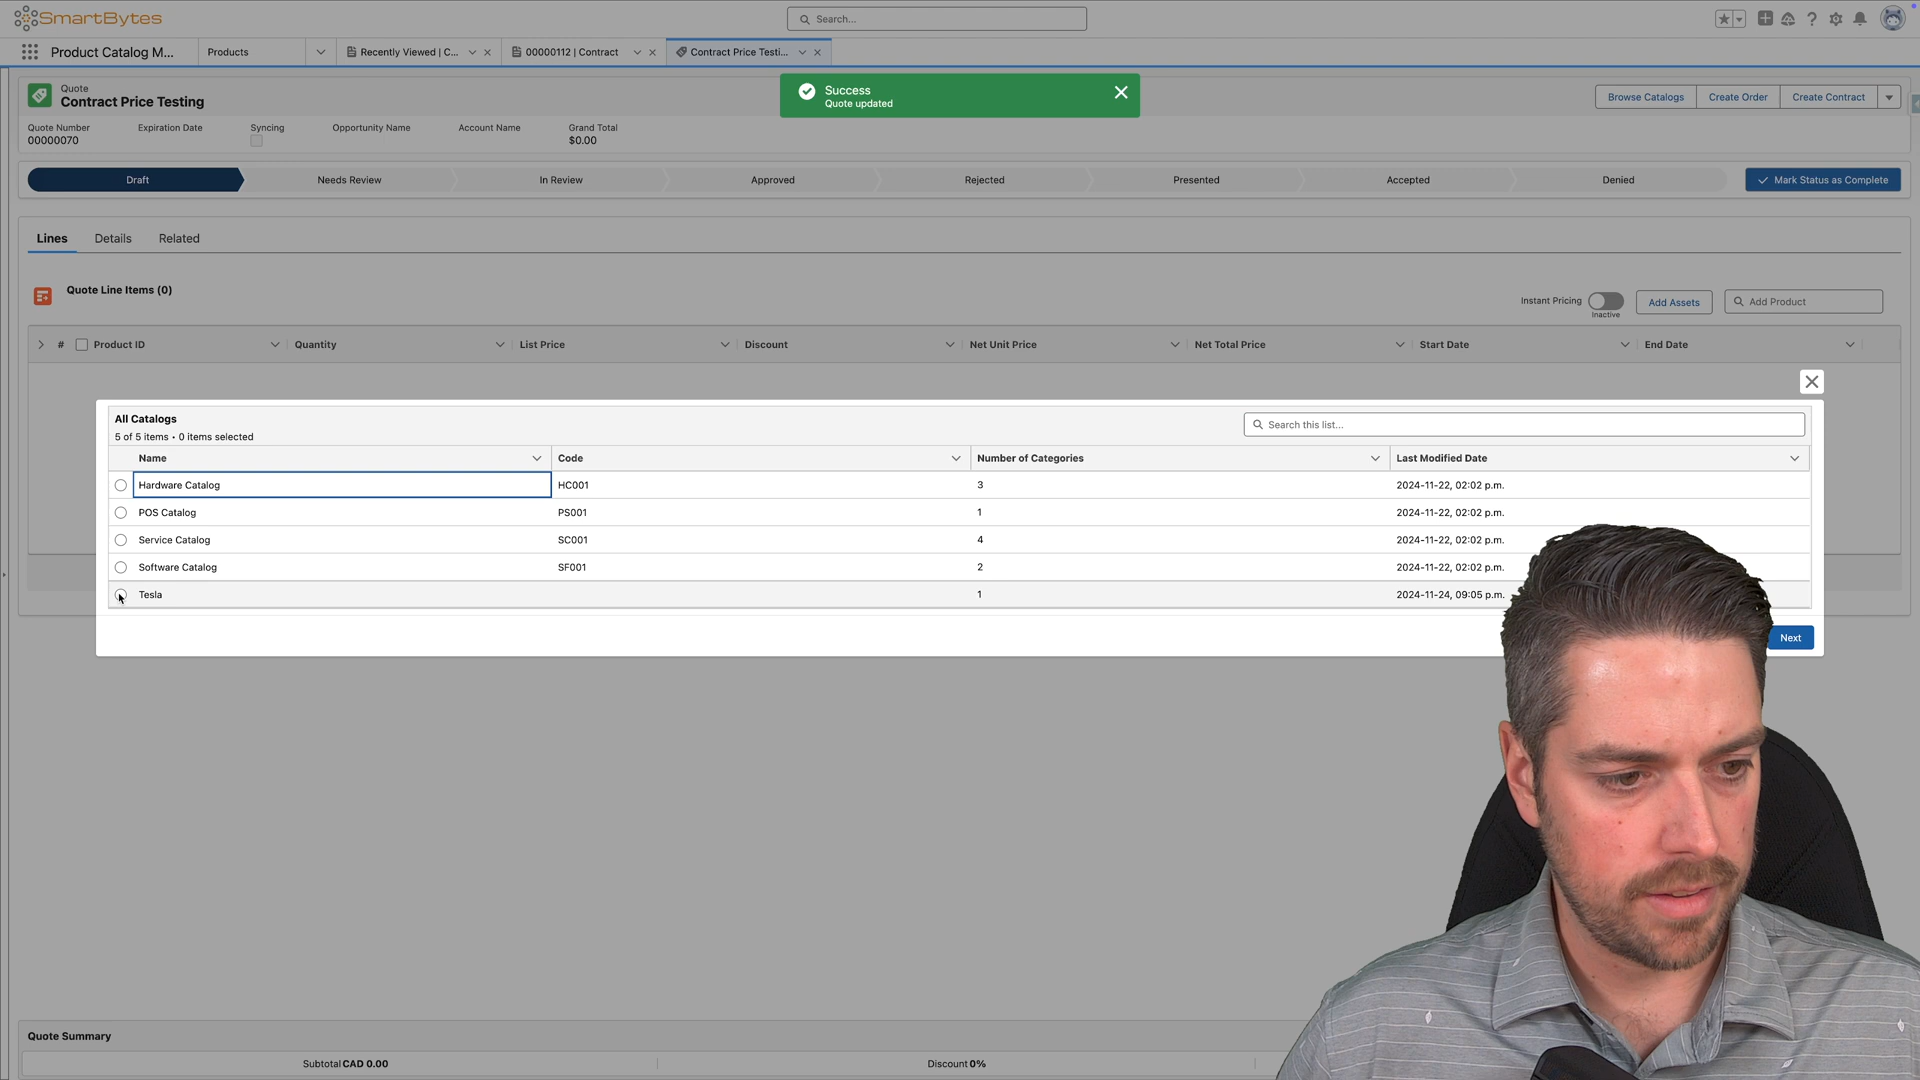 SmartBytes
Search...
Product Catalog M...
Products
Recently Viewed | C...
00000112 | Contract
Contract Price Testi...
Quote
Contract Price Testing
Success
Quote updated
Browse Catalogs
Create Order
Create Contract
Quote Number
Expiration Date
Syncing
Opportunity Name
Account Name
Grand Total
00000070
$0.00
Draft
Needs Review
In Review
Approved
Rejected
Presented
Accepted
Denied
Mark Status as Complete
Lines
Details
Related
Quote Line Items (0)
Instant Pricing
Inactive
Add Assets
Add Product
#
Product ID
Quantity
List Price
Discount
Net Unit Price
Net Total Price
Start Date
End Date
All Catalogs
5 of 5 items • 0 items selected
Search this list...
Name
Code
Number of Categories
Last Modified Date
Hardware Catalog
HC001
3
2024-11-22, 02:02 p.m.
POS Catalog
PS001
1
2024-11-22, 02:02 p.m.
Service Catalog
SC001
4
2024-11-22, 02:02 p.m.
Software Catalog
SF001
2
2024-11-22, 02:02 p.m.
Tesla
1
2024-11-24, 09:05 p.m.
Next
Quote Summary
Subtotal CAD 0.00
Discount 0%